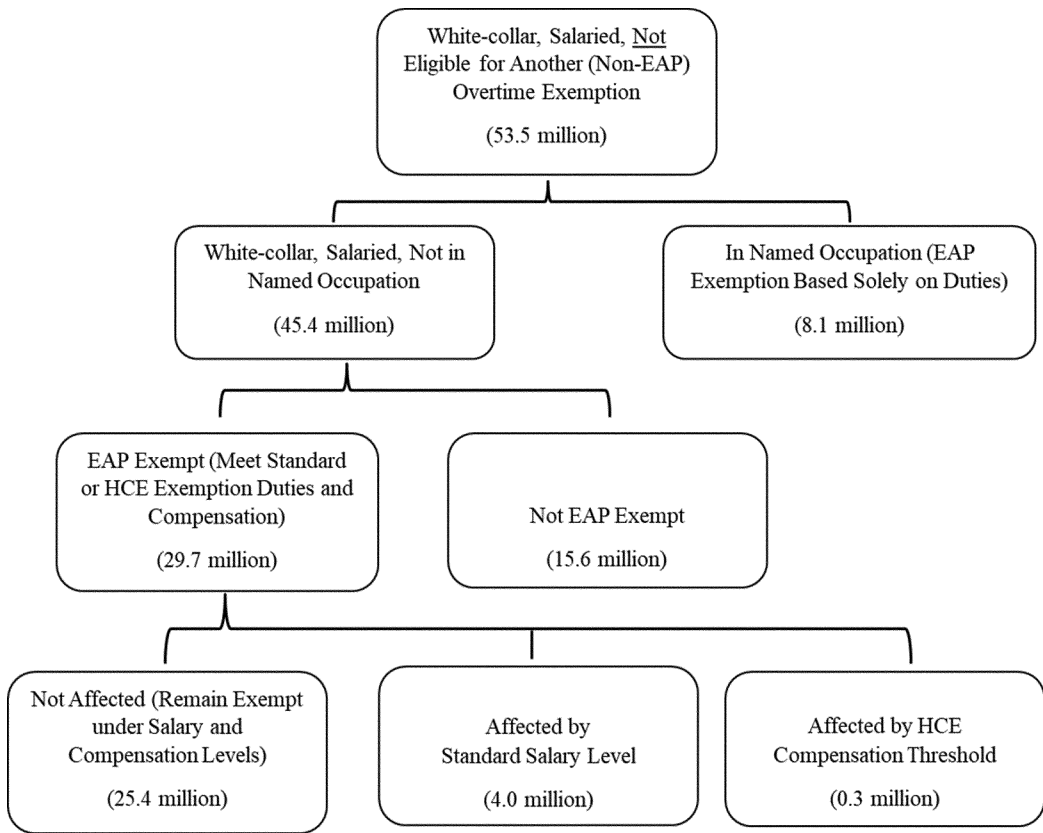 White-collar, Salaried, Not
Eligible for Another (Non-EAP)
Overtime Exemption
(53.5 million)
White-collar, Salaried, Not in
Named Occupation
(45.4 million)
In Named Occupation (EAP
Exemption Based Solely on Duties)
(8.1 million)
EAP Exempt (Meet Standard
or HCE Exemption Duties and
Compensation)
(29.7 million)
Not EAP Exempt
(15.6 million)
Not Affected (Remain Exempt
under Salary and
Compensation Levels)
(25.4 million)
Affected by
Standard Salary Level
(4.0 million)
Affected by HCE
Compensation Threshold
(0.3 million)